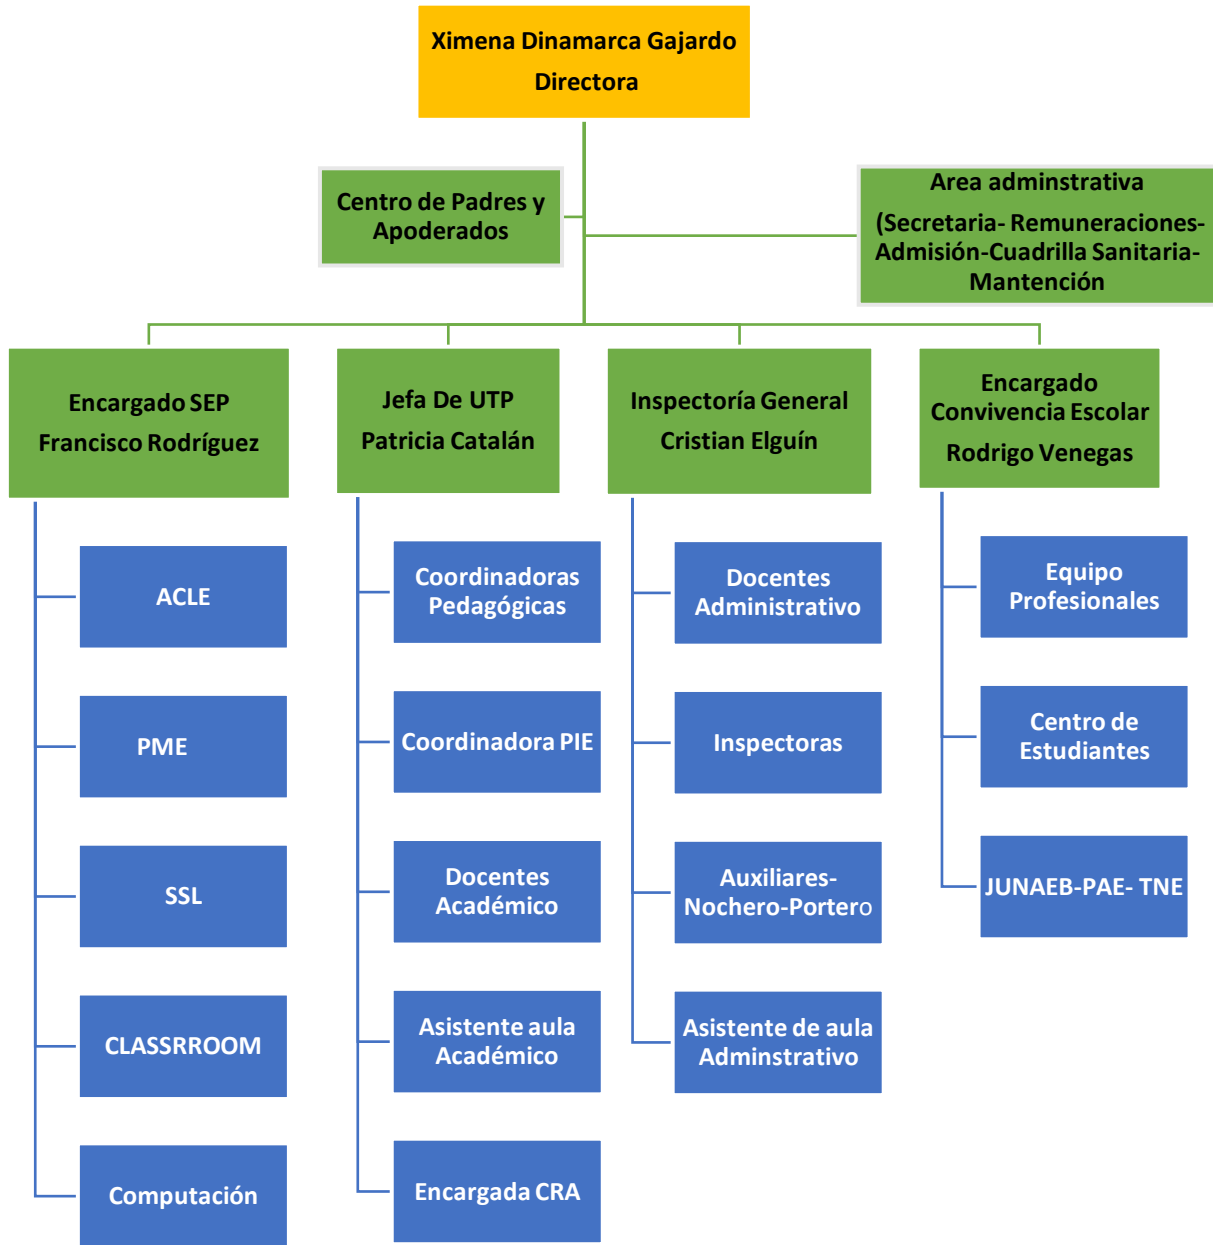 Ximena Dinamarca Gajardo
Directora
Centro de Padres y
Apoderados
Area adminstrativa
(Secretaria- Remuneraciones-
Admisión-Cuadrilla Sanitaria-
Mantención
Encargado SEP
Francisco Rodríguez
Jefa De UTP
Patricia Catalán
Inspectoría General
Cristian Elguín
Encargado
Convivencia Escolar
Rodrigo Venegas
ACLE
PME
SSL
CLASSRROOM
Computación
Coordinadoras
Pedagógicas
Coordinadora PIE
Docentes
Académico
Asistente aula
Académico
Encargada CRA
Docentes
Administrativo
Inspectoras
Auxiliares-
Nochero-Portero
Asistente de aula
Adminstrativo
Equipo
Profesionales
Centro de
Estudiantes
JUNAEB-PAE- TNE